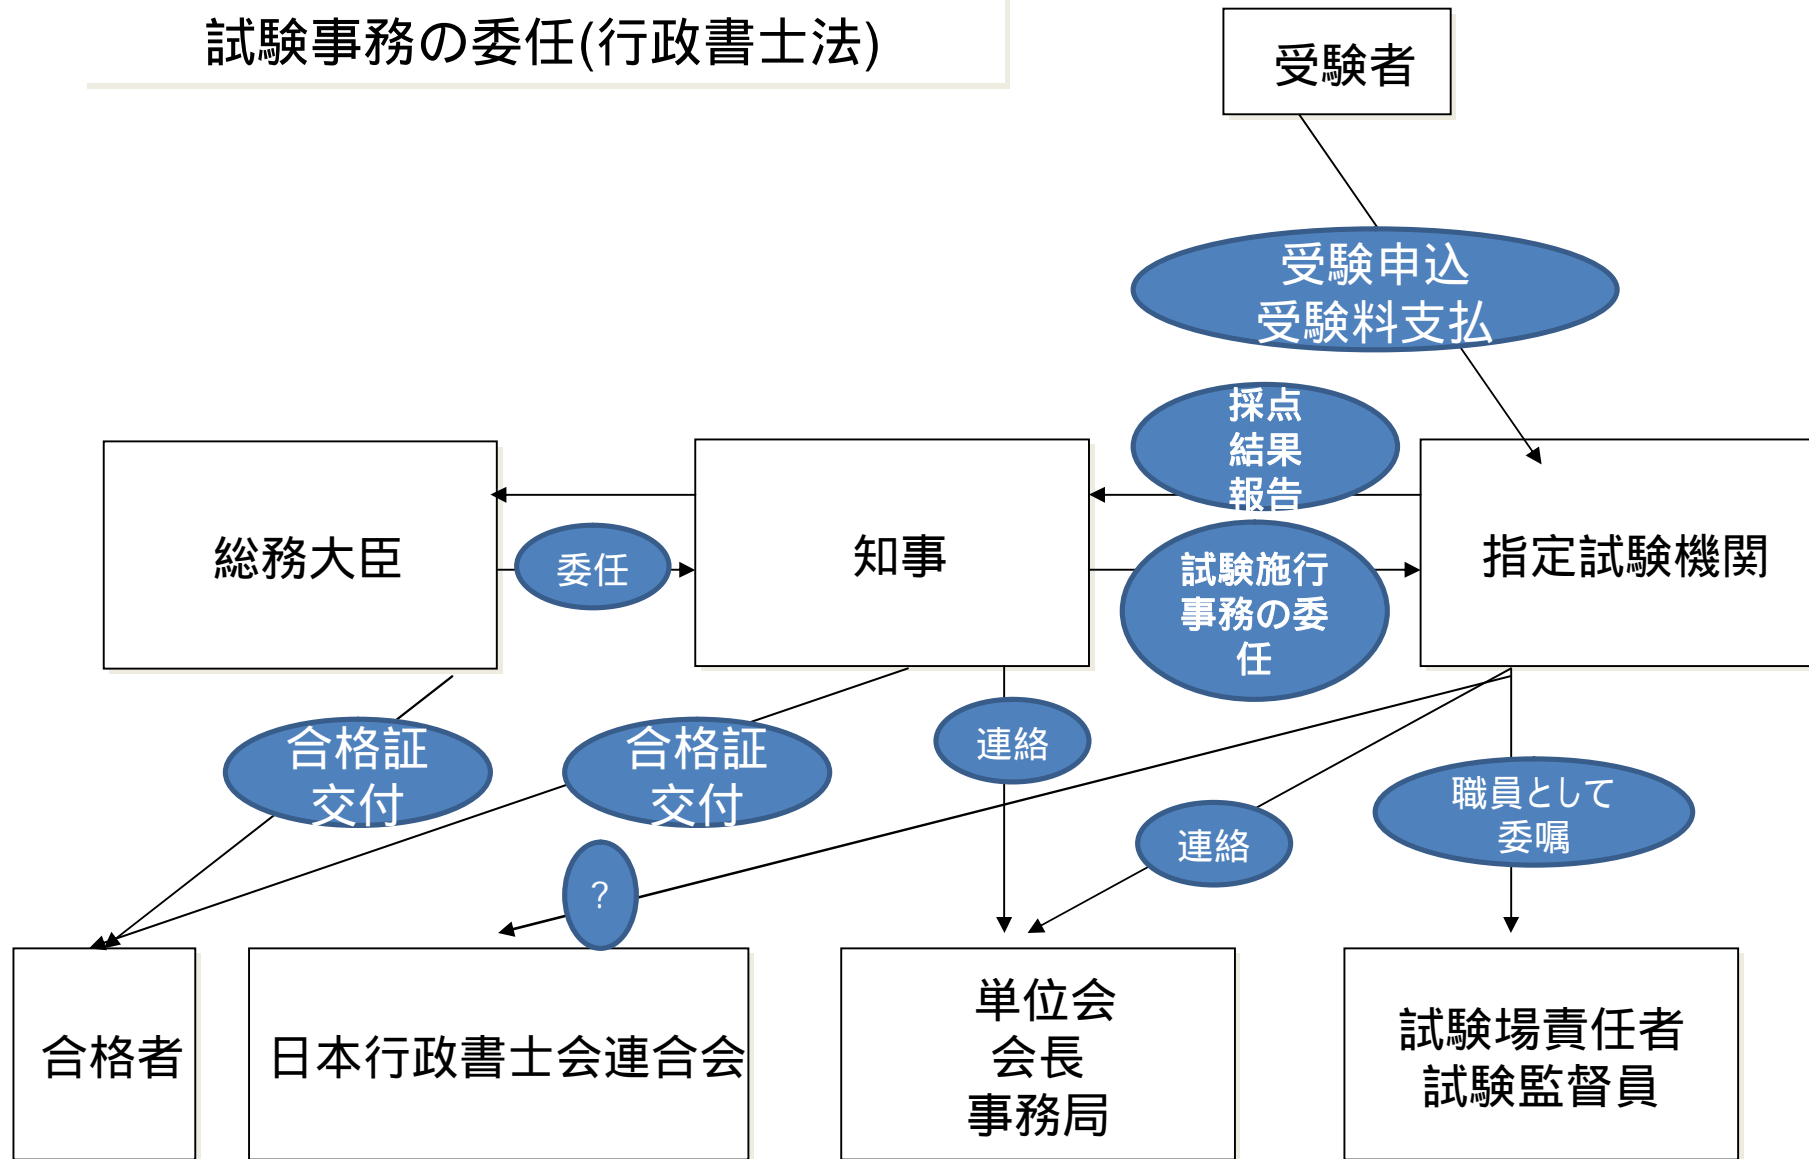 試験事務の委任(行政書士法)
受験者
受験申込
受験料支払
採点
結果
報告
総務大臣
委任
知事
試験施行
事務の委
任
指定試験機関
合格証
交付
合格証
交付
連絡
連絡
職員として
委嘱
?
合格者
日本行政書士会連合会
単位会
会長
事務局
試験場責任者
試験監督員